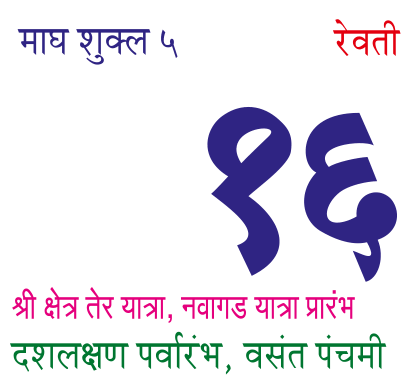 माघ शुक्ल ५ रेवती
१६
श्री क्षेत्र तेर यात्रा, नवागड यात्रा प्रारंभ
दशलक्षण पर्वारंभ, वसंत पंचमी